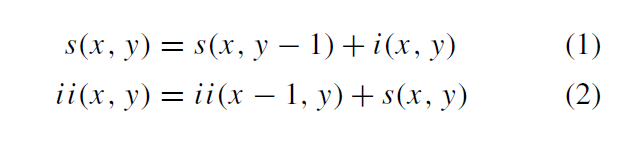 s(x, y) = s(x, y − 1) + i(x, y) (1)
ii(x, y) = ii(x − 1, y) + s(x, y) (2)